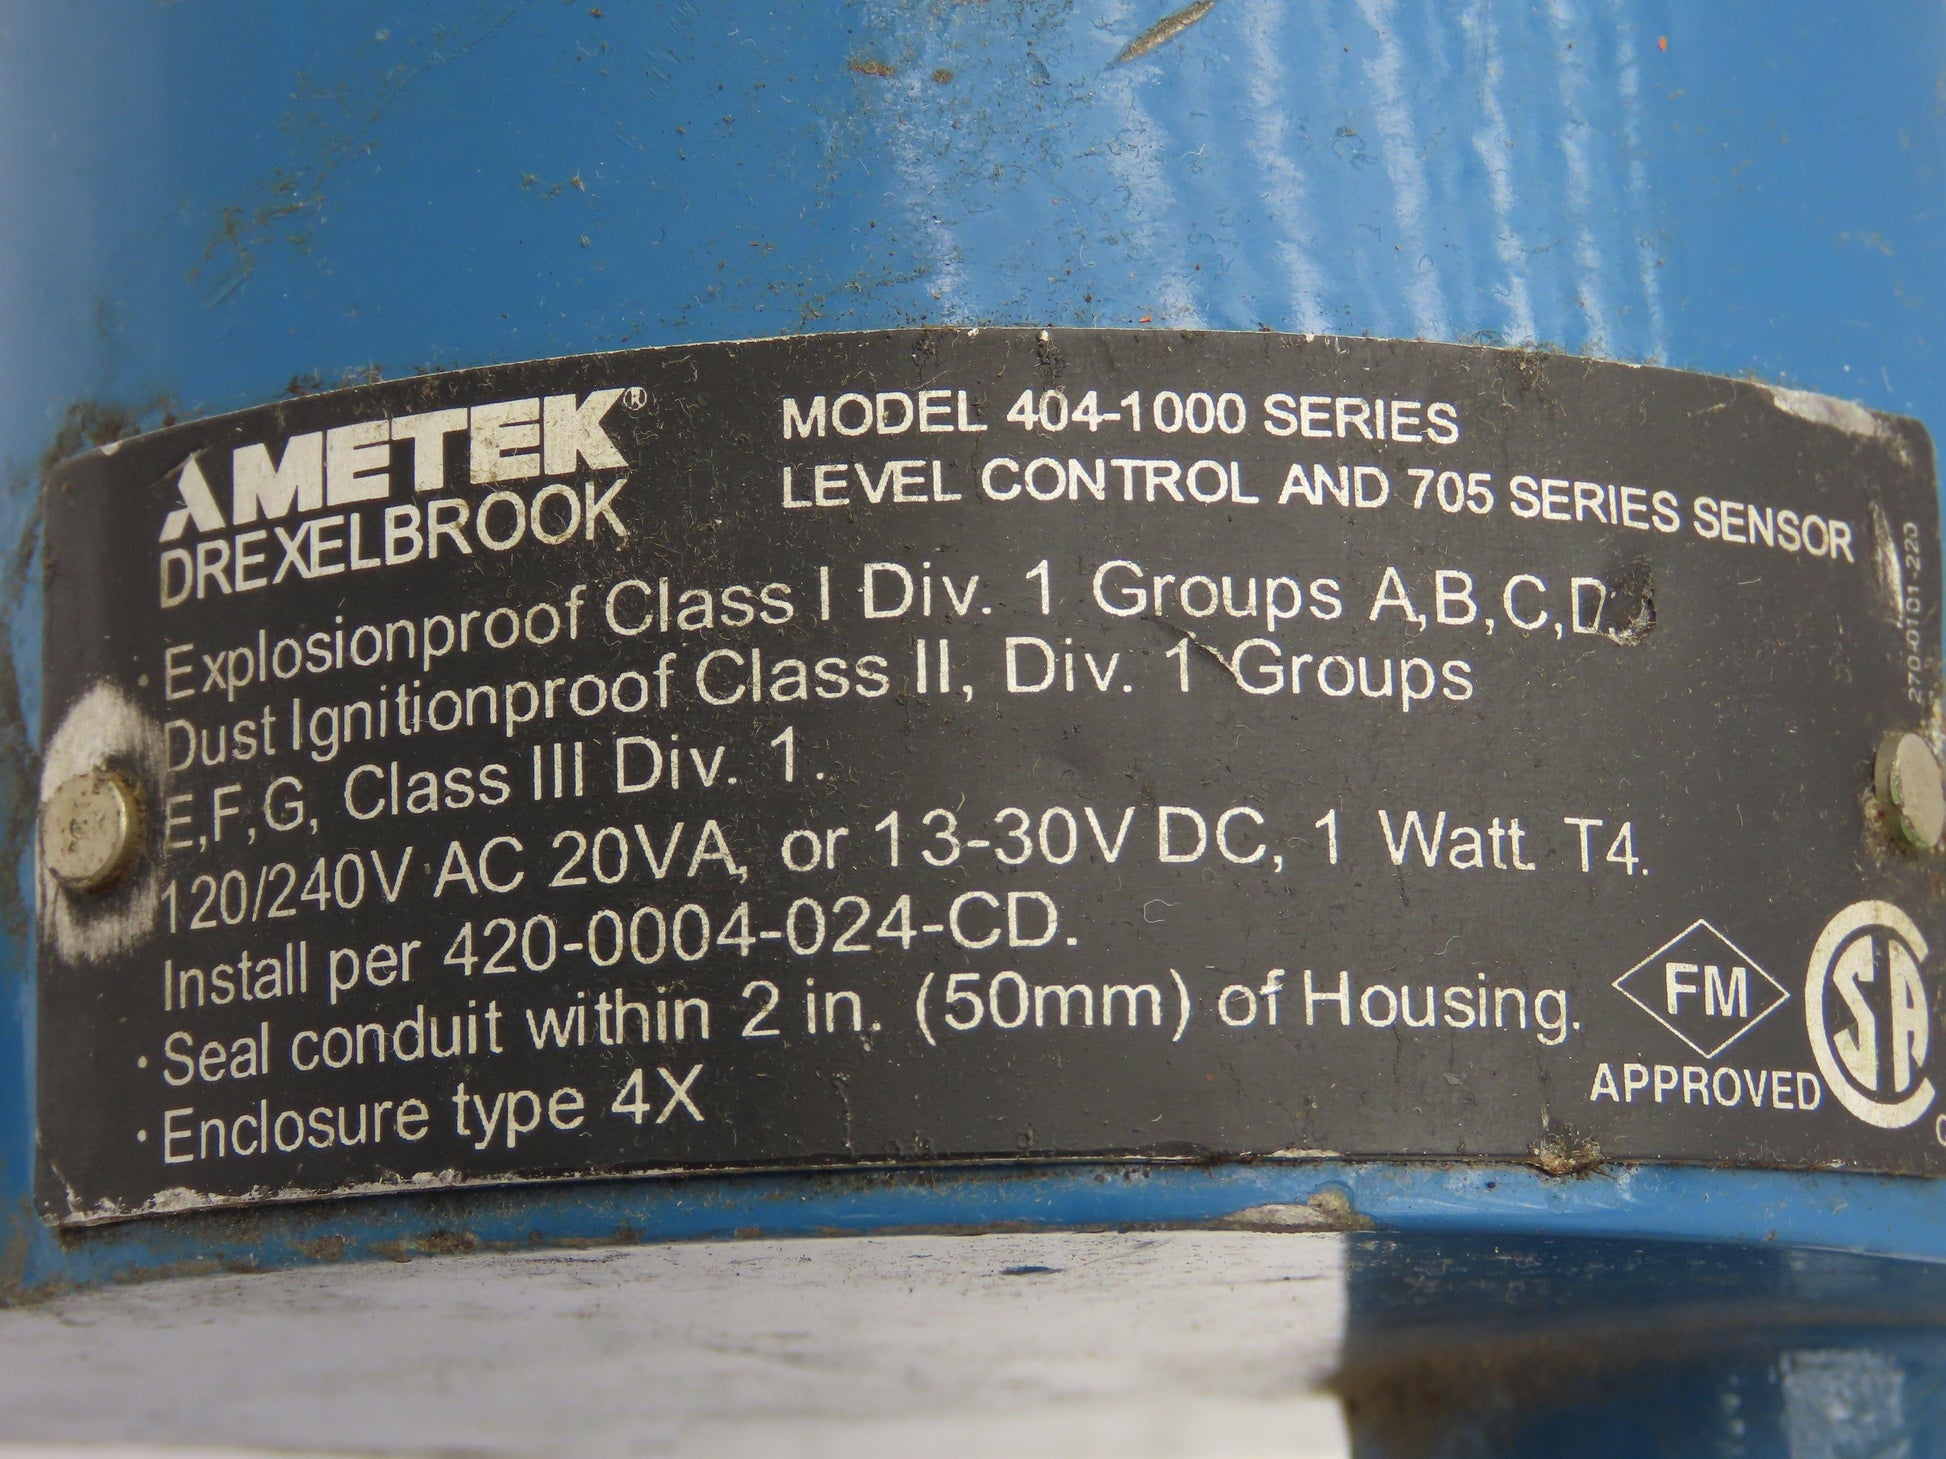 AMETEK®
DREXELBROOK
MODEL 404-1000 SERIES
LEVEL CONTROL AND 705 SERIES SENSOR
· Explosionproof Class I Div. 1 Groups A,B,C,D,
Dust Ignitionproof Class II, Div. 1 Groups
E,F,G, Class III Div. 1.
120/240V AC 20VA, or 13-30V DC, 1 Watt. T4.
Install per 420-0004-024-CD.
· Seal conduit within 2 in. (50mm) of Housing.
· Enclosure type 4X
FM
APPROVED
CSA
270-0101-220